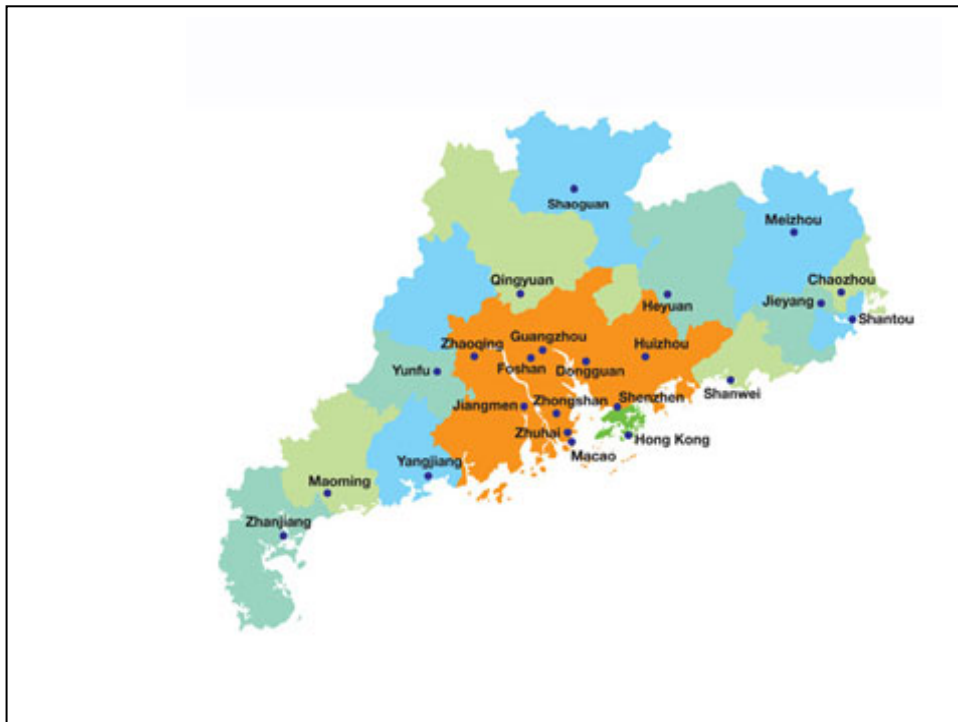 Shaoguan
Meizhou
Qingyuan
Heyuan
Chaozhou
Jieyang
Shantou
Guangzhou
Zhaoqing
Foshan
Dongguan
Huizhou
Yunfu
Shanwei
Jiangmen
Zhongshan
Shenzhen
Zhuhai
Hong Kong
Macao
Yangjiang
Maoming
Zhanjiang